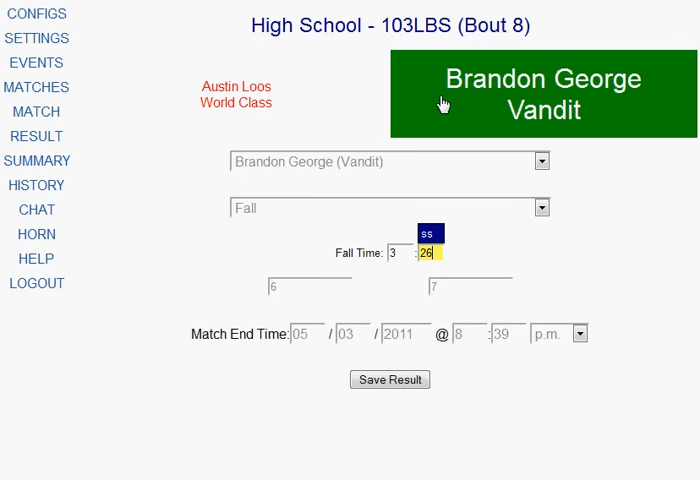 CONFIGS
SETTINGS
EVENTS
MATCHES
MATCH
RESULT
SUMMARY
HISTORY
CHAT
HORN
HELP
LOGOUT
High School - 103LBS (Bout 8)
Austin Loos
World Class
Brandon George
Vandit
Brandon George (Vandit)
Fall
ss
Fall Time: 3 : 26
6 7
Match End Time: 05 / 03 / 2011 @ 8 : 39 p.m.
Save Result